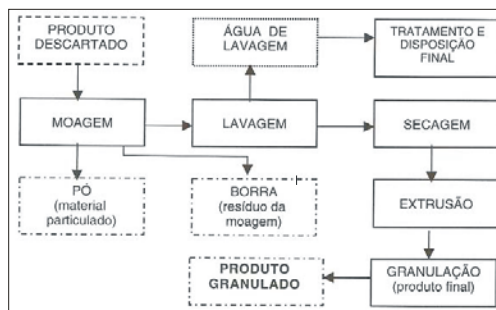 PRODUTO
DESCARTADO
ÁGUA DE
LAVAGEM
TRATAMENTO E
DISPOSIÇÃO
FINAL
MOAGEM
LAVAGEM
SECAGEM
PÓ
(material
particulado)
BORRA
(resíduo da
moagem)
EXTRUSÃO
PRODUTO
GRANULADO
GRANULAÇÃO
(produto final)